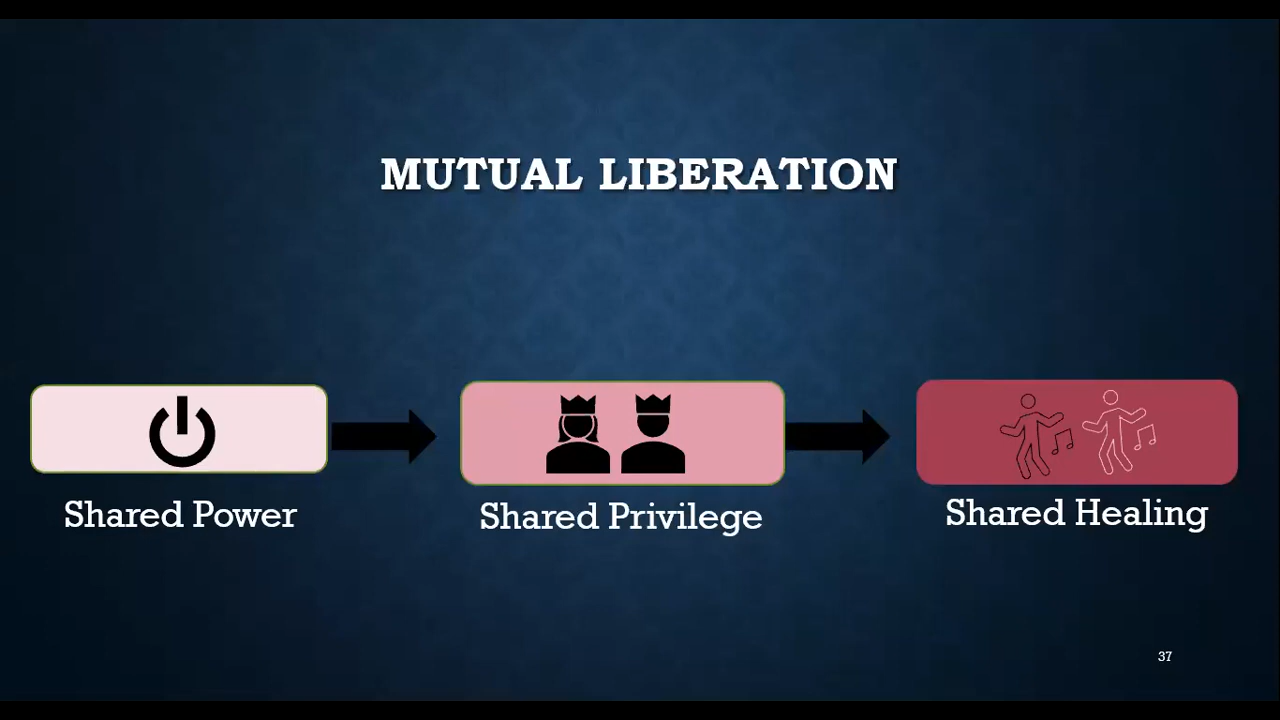 MUTUAL LIBERATION
Shared Power
Shared Privilege
Shared Healing
37